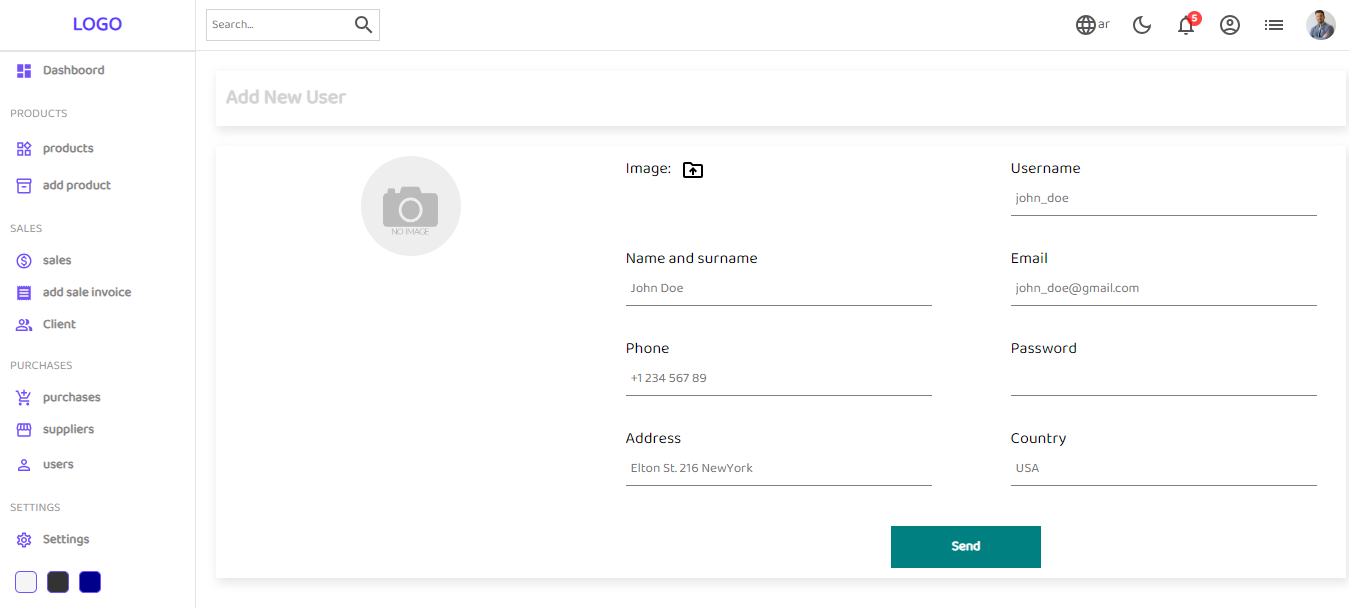 LOGO
Search...
ar
5
Dashboord
PRODUCTS
products
add product
SALES
sales
add sale invoice
Client
PURCHASES
purchases
suppliers
users
SETTINGS
Settings
Add New User
NO IMAGE
Image:
Username
john_doe
Name and surname
John Doe
Email
john_doe@gmail.com
Phone
+1 234 567 89
Password
Address
Elton St. 216 NewYork
Country
USA
Send